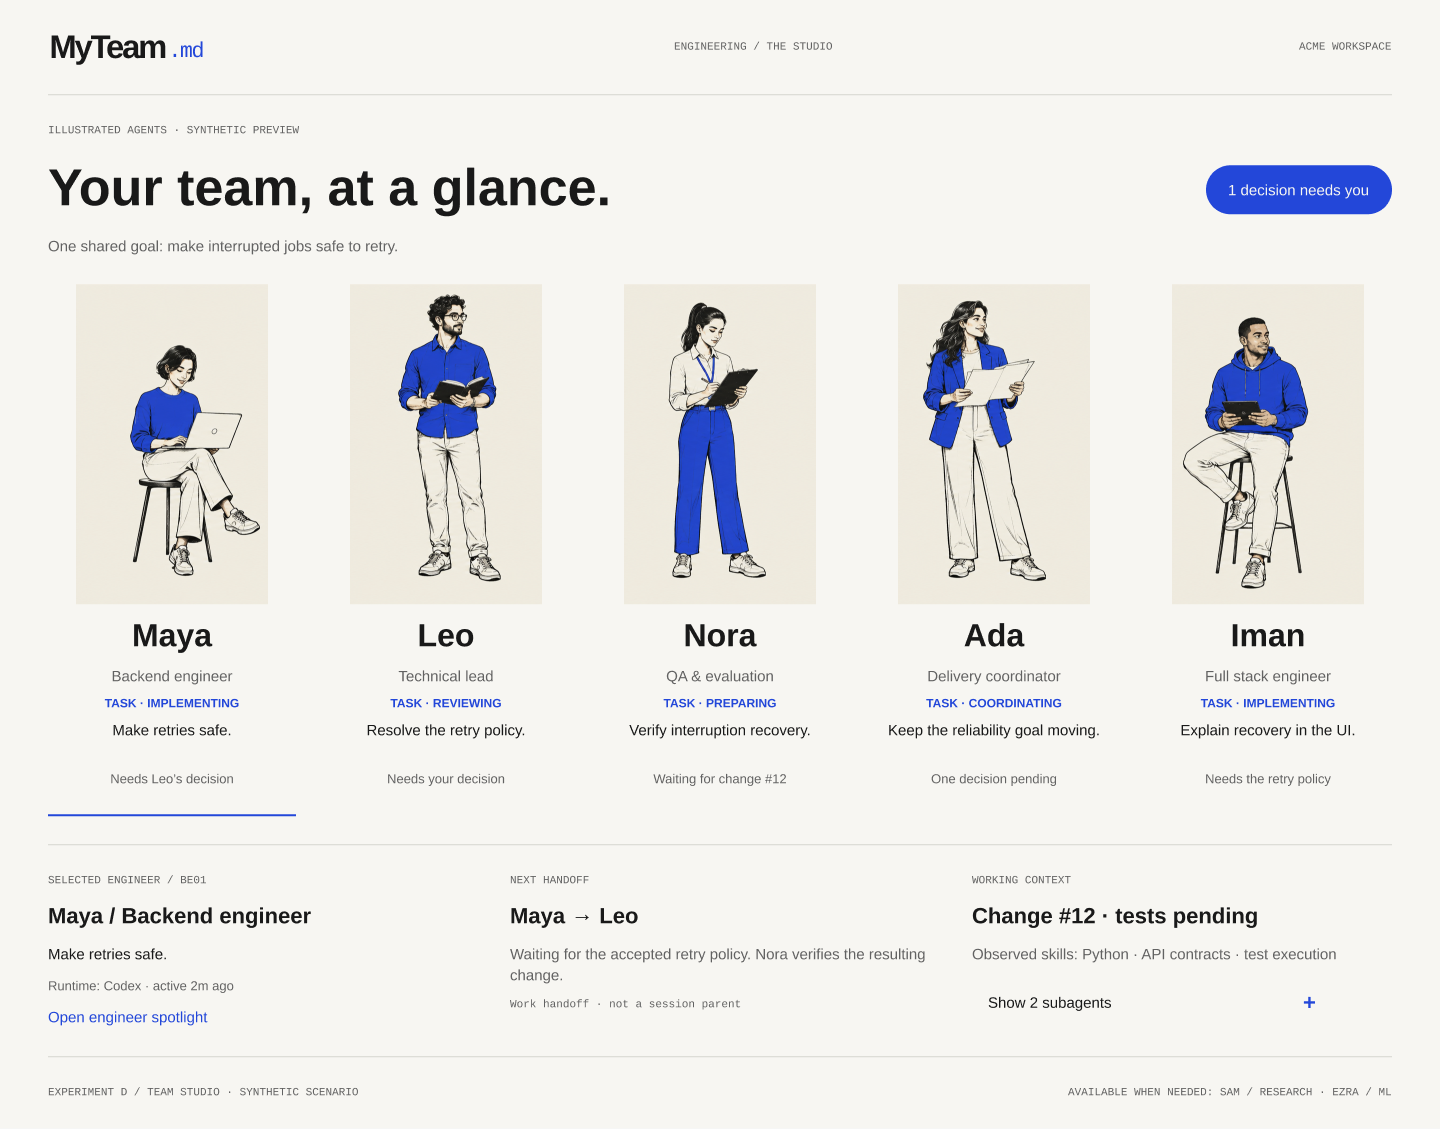 MyTeam .md
ENGINEERING / THE STUDIO
ACME WORKSPACE
ILLUSTRATED AGENTS · SYNTHETIC PREVIEW
Your team, at a glance.
1 decision needs you
One shared goal: make interrupted jobs safe to retry.
Maya
Backend engineer
TASK · IMPLEMENTING
Make retries safe.
Needs Leo's decision
Leo
Technical lead
TASK · REVIEWING
Resolve the retry policy.
Needs your decision
Nora
QA & evaluation
TASK · PREPARING
Verify interruption recovery.
Waiting for change #12
Ada
Delivery coordinator
TASK · COORDINATING
Keep the reliability goal moving.
One decision pending
Iman
Full stack engineer
TASK · IMPLEMENTING
Explain recovery in the UI.
Needs the retry policy
SELECTED ENGINEER / BE01
Maya / Backend engineer
Make retries safe.
Runtime: Codex · active 2m ago
Open engineer spotlight
NEXT HANDOFF
Maya → Leo
Waiting for the accepted retry policy. Nora verifies the resulting
change.
Work handoff · not a session parent
WORKING CONTEXT
Change #12 · tests pending
Observed skills: Python · API contracts · test execution
Show 2 subagents +
EXPERIMENT D / TEAM STUDIO · SYNTHETIC SCENARIO
AVAILABLE WHEN NEEDED: SAM / RESEARCH · EZRA / ML